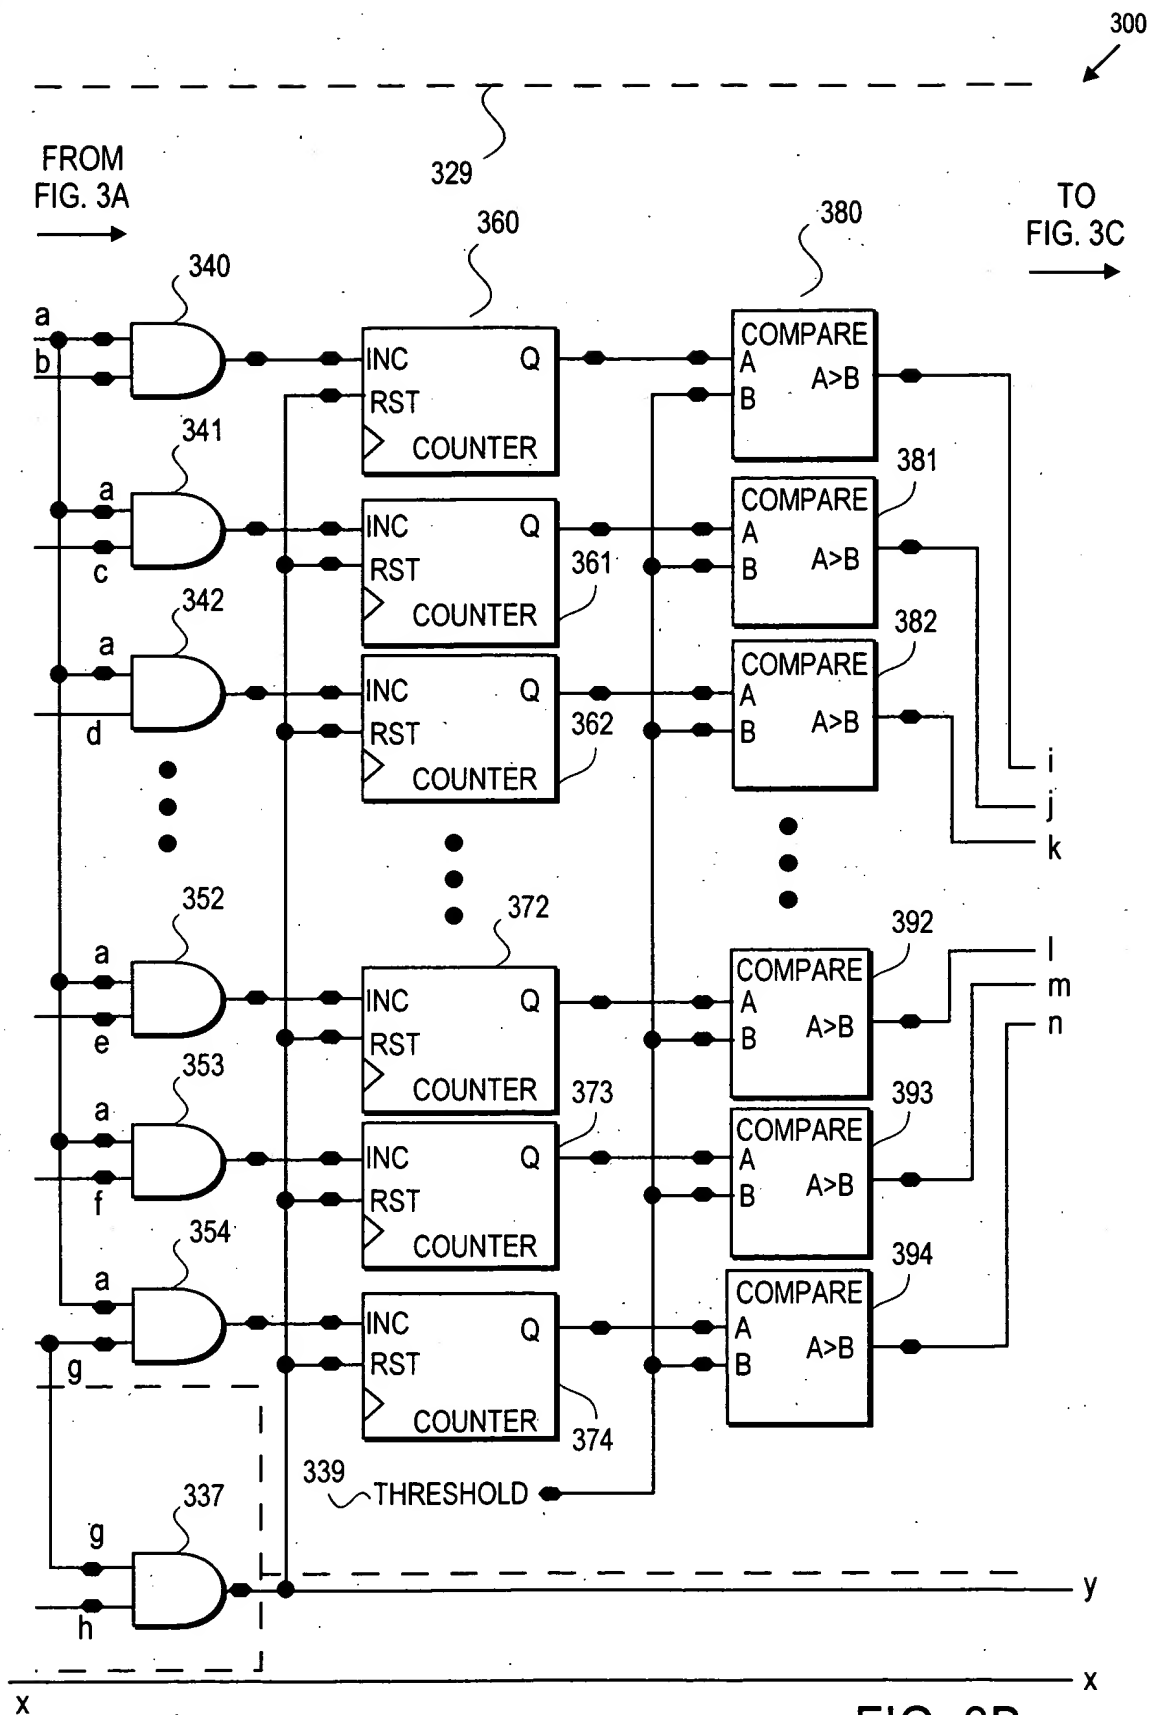 300
329
FROM
FIG. 3A
TO
FIG. 3C
340
360
380
a
b
INC
Q
RST
COUNTER
COMPARE
A
A>B
B
341
381
a
c
INC
Q
RST
COUNTER
361
COMPARE
A
A>B
B
342
382
a
d
INC
Q
RST
COUNTER
362
COMPARE
A
A>B
B
i
j
k
352
372
392
a
e
INC
Q
RST
COUNTER
COMPARE
A
A>B
B
l
m
n
353
373
393
a
f
INC
Q
RST
COUNTER
COMPARE
A
A>B
B
354
394
a
g
INC
Q
RST
COUNTER
374
COMPARE
A
A>B
B
339
THRESHOLD
337
g
h
y
x
x